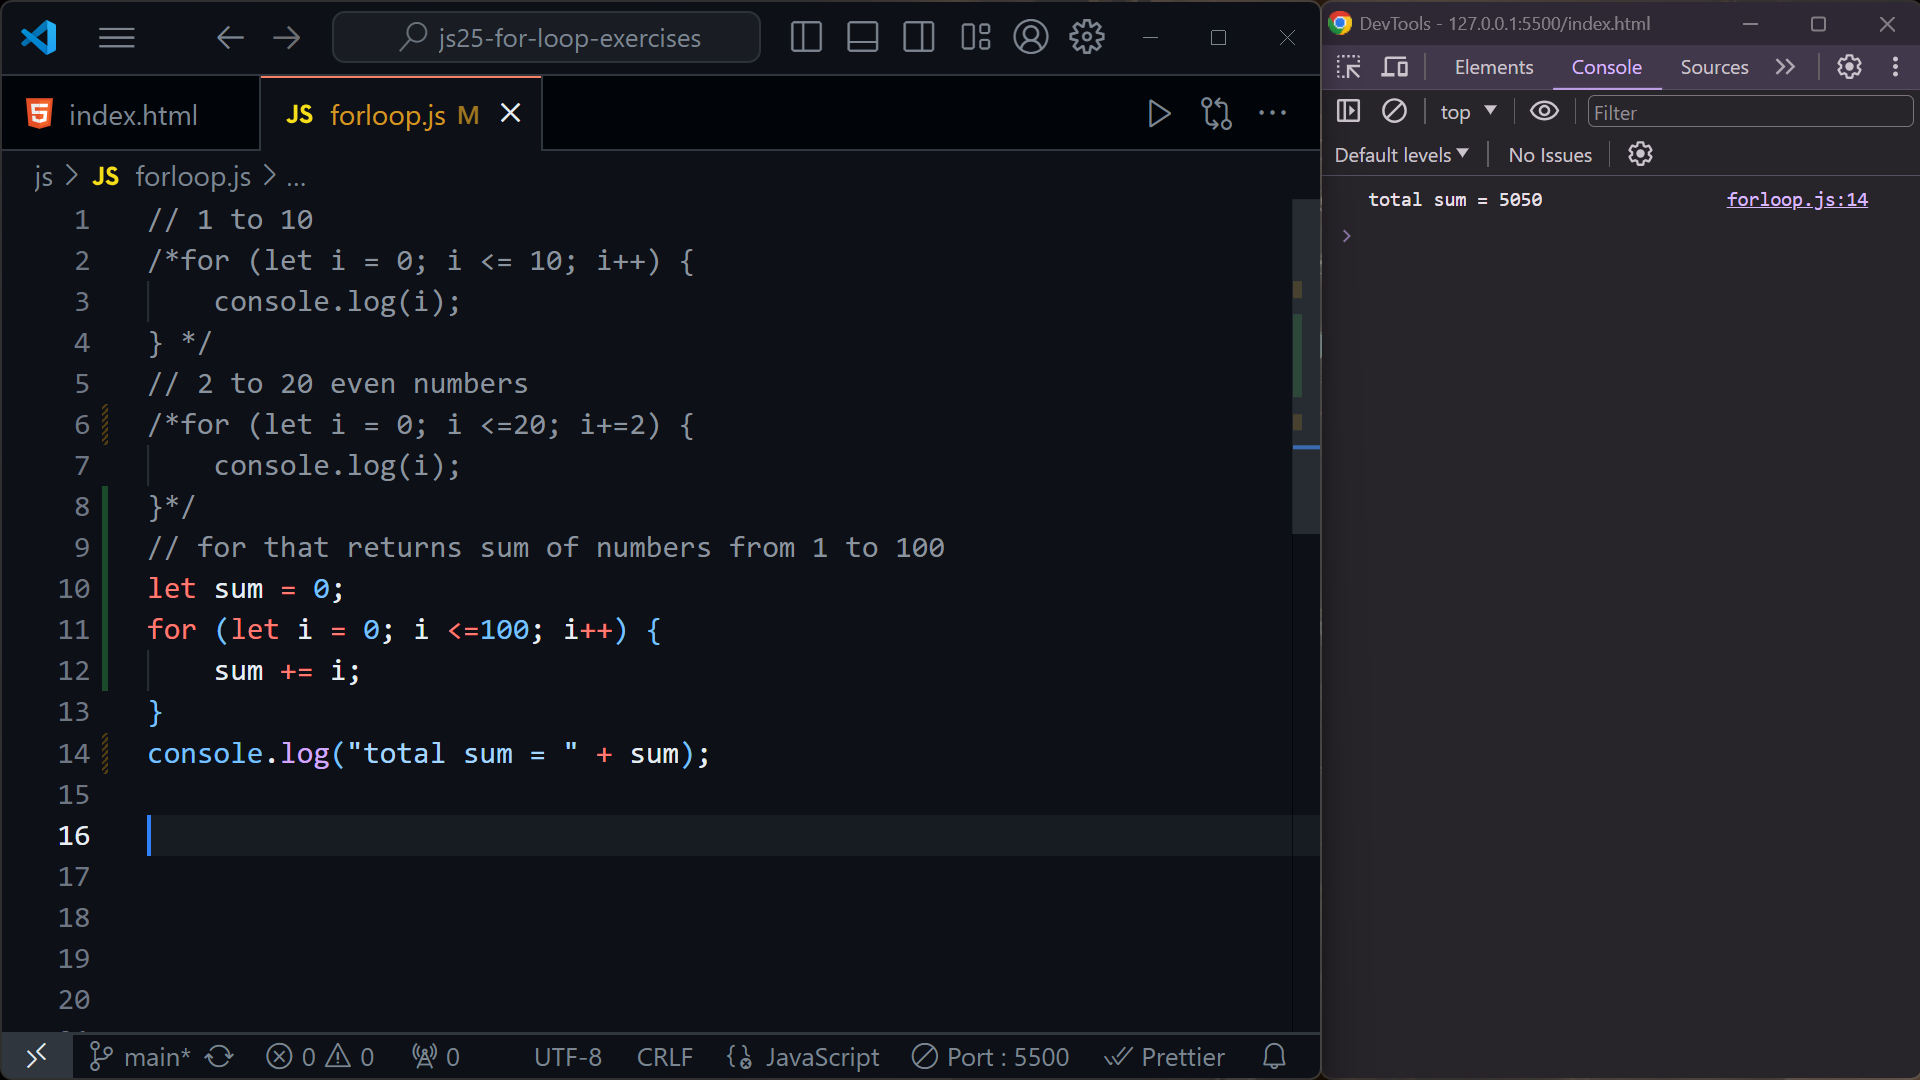 js25-for-loop-exercises
index.html
JS forloop.js M
js > JS forloop.js > ...
1 // 1 to 10
2 /*for (let i = 0; i <= 10; i++) {
3     console.log(i);
4 } */
5 // 2 to 20 even numbers
6 /*for (let i = 0; i <=20; i+=2) {
7     console.log(i);
8 }*/
9 // for that returns sum of numbers from 1 to 100
10 let sum = 0;
11 for (let i = 0; i <=100; i++) {
12     sum += i;
13 }
14 console.log("total sum = " + sum);
15
16
17
18
19
20
main* 0 0 0 UTF-8 CRLF JavaScript Port : 5500 Prettier
DevTools - 127.0.0.1:5500/index.html
Elements Console Sources
top Filter
Default levels No Issues
total sum = 5050 forloop.js:14